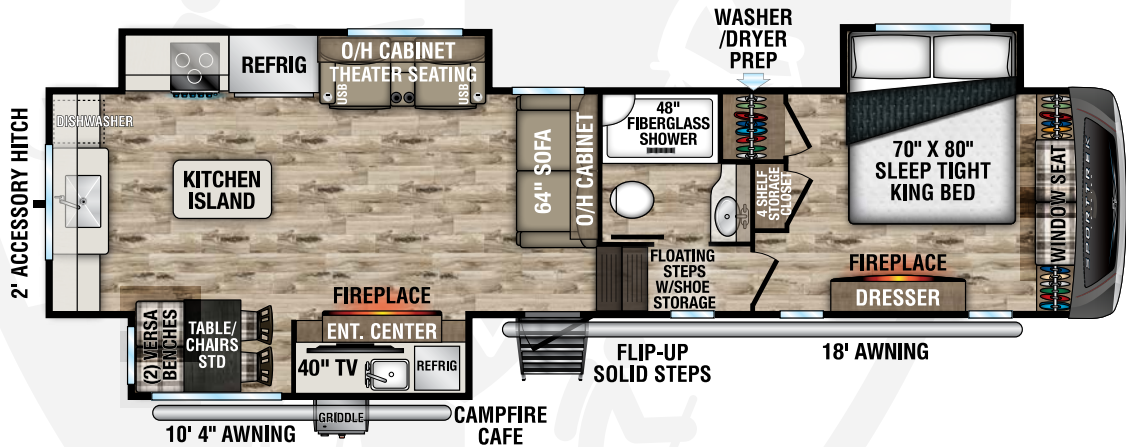 WASHER
/DRYER
PREP
O/H CABINET
THEATER SEATING
USB
USB
REFRIG
DISHWASHER
2' ACCESSORY HITCH
KITCHEN
ISLAND
64" SOFA
O/H CABINET
48"
FIBERGLASS
SHOWER
4 SHELF
STORAGE
CLOSET
70" X 80"
SLEEP TIGHT
KING BED
WINDOW SEAT
SPORTTREK
FLOATING
STEPS
W/SHOE
STORAGE
FIREPLACE
DRESSER
FIREPLACE
ENT. CENTER
40" TV
REFRIG
(2) VERSA
BENCHES
TABLE/
CHAIRS
STD
FLIP-UP
SOLID STEPS
18' AWNING
GRIDDLE
10' 4" AWNING
CAMPFIRE
CAFE